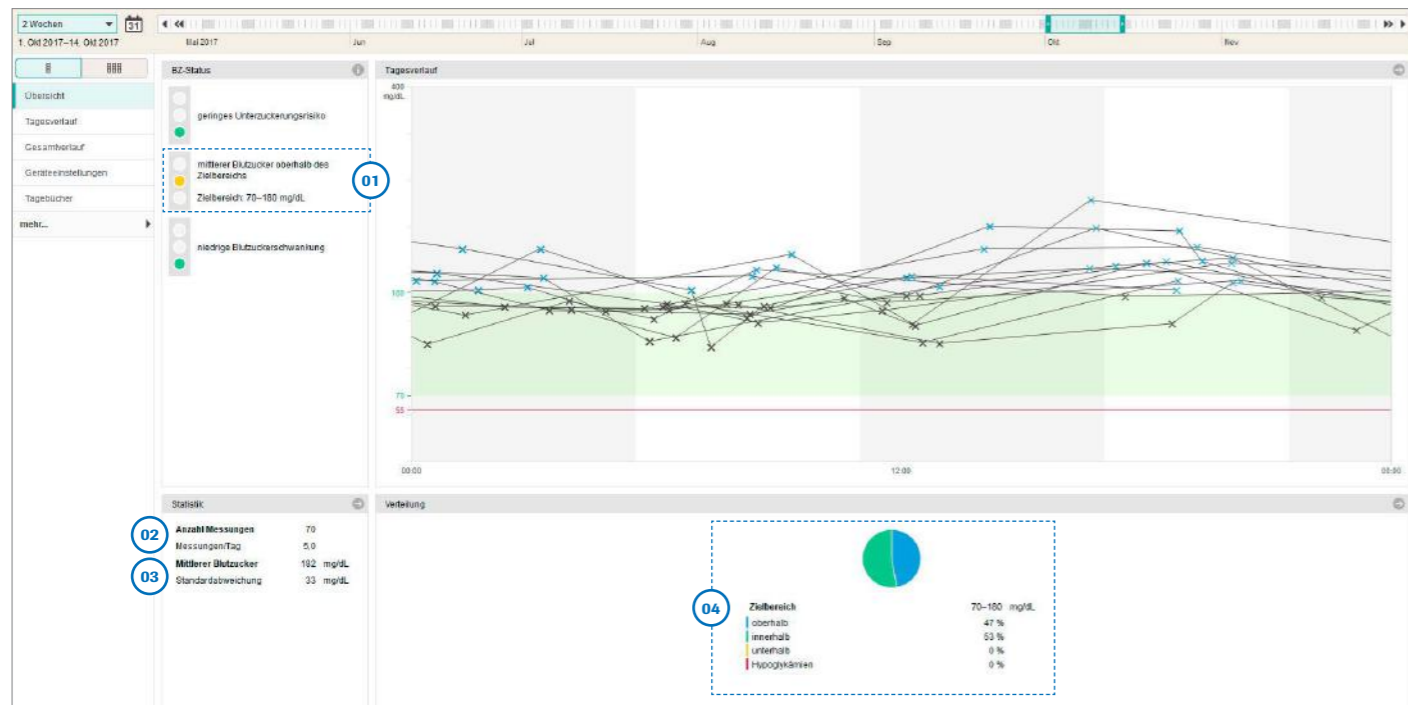 2 Wochen
31
1. Okt 2017–14. Okt 2017
Mai 2017
Jun
Jul
Aug
Sep
Okt
Nov
Übersicht
Tagesverlauf
Gesamtverlauf
Geräteeinstellungen
Tagebücher
mehr...
BZ-Status
geringes Unterzuckerungsrisiko
mittlerer Blutzucker oberhalb des
Zielbereichs
Zielbereich: 70–180 mg/dL
01
niedrige Blutzuckerschwankung
Tagesverlauf
400
mg/dL
180
70
55
00:00
12:00
00:00
Statistik
02
Anzahl Messungen 70
Messungen/Tag 5,0
03
Mittlerer Blutzucker 182 mg/dL
Standardabweichung 33 mg/dL
Verteilung
04
Zielbereich 70–180 mg/dL
oberhalb 47 %
innerhalb 53 %
unterhalb 0 %
Hypoglykämien 0 %